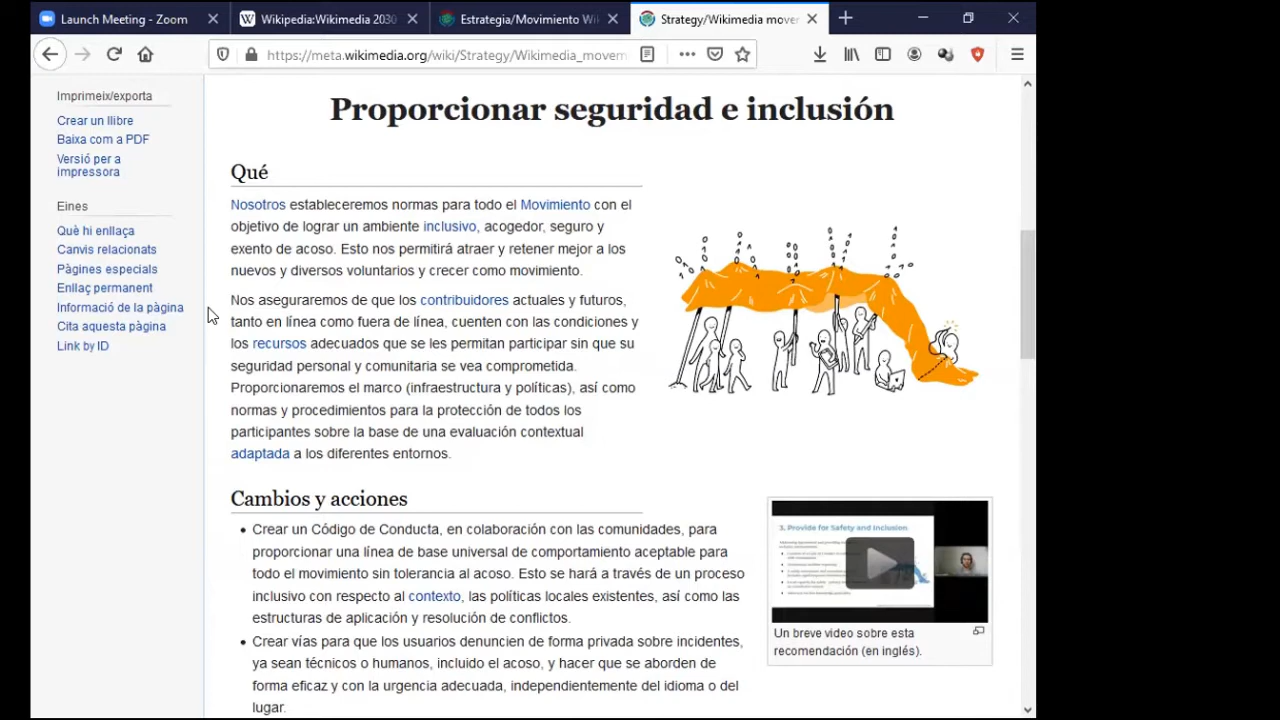 Launch Meeting - Zoom
Wikipedia:Wikimedia 2030
Estrategia/Movimiento Wi
Strategy/Wikimedia mover
https://meta.wikimedia.org/wiki/Strategy/Wikimedia_movem
Imprimeix/exporta
Crear un llibre
Baixa com a PDF
Versió per a
impressora
Eines
Què hi enllaça
Canvis relacionats
Pàgines especials
Enllaç permanent
Informació de la pàgina
Cita aquesta pàgina
Link by ID
Proporcionar seguridad e inclusión
Qué
Nosotros estableceremos normas para todo el Movimiento con el
objetivo de lograr un ambiente inclusivo, acogedor, seguro y
exento de acoso. Esto nos permitirá atraer y retener mejor a los
nuevos y diversos voluntarios y crecer como movimiento.
Nos aseguraremos de que los contribuidores actuales y futuros,
tanto en línea como fuera de línea, cuenten con las condiciones y
los recursos adecuados que se les permitan participar sin que su
seguridad personal y comunitaria se vea comprometida.
Proporcionaremos el marco (infraestructura y políticas), así como
normas y procedimientos para la protección de todos los
participantes sobre la base de una evaluación contextual
adaptada a los diferentes entornos.
Cambios y acciones
• Crear un Código de Conducta, en colaboración con las comunidades, para
proporcionar una línea de base universal de comportamiento aceptable para
todo el movimiento sin tolerancia al acoso. Esto se hará a través de un proceso
inclusivo con respecto al contexto, las políticas locales existentes, así como las
estructuras de aplicación y resolución de conflictos.
• Crear vías para que los usuarios denuncien de forma privada sobre incidentes,
ya sean técnicos o humanos, incluido el acoso, y hacer que se aborden de
forma eficaz y con la urgencia adecuada, independientemente del idioma o del
lugar.
3. Provide for Safety and Inclusion
Un breve video sobre esta
recomendación (en inglés).